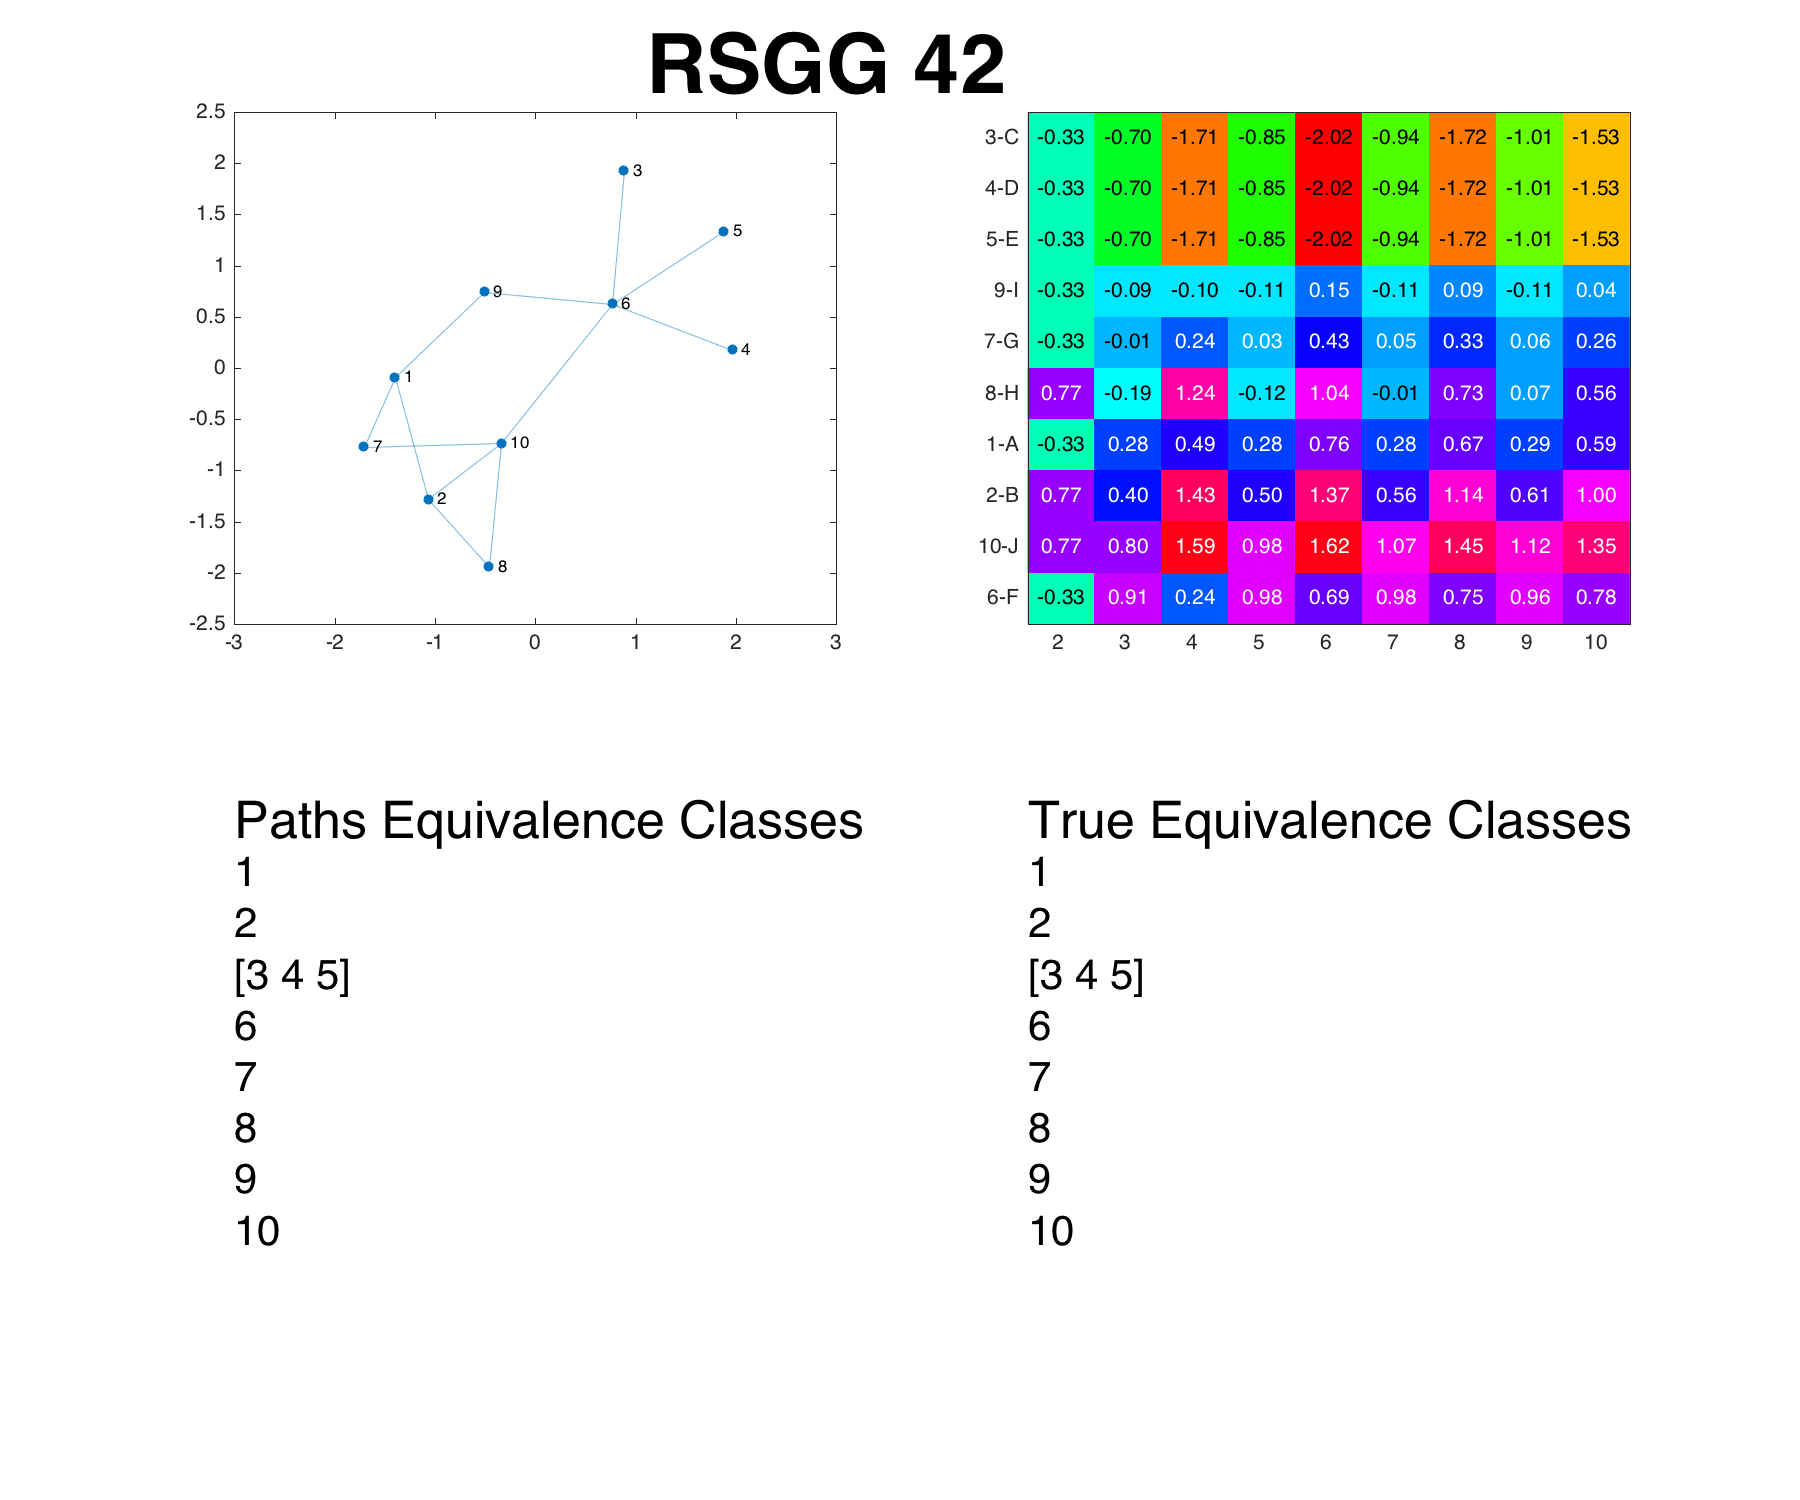 RSGG 42
2.5
2
1.5
1
0.5
0
-0.5
-1
-1.5
-2
-2.5
-3 -2 -1 0 1 2 3
3
5
9
6
4
1
7
10
2
8
3-C -0.33 -0.70 -1.71 -0.85 -2.02 -0.94 -1.72 -1.01 -1.53
4-D -0.33 -0.70 -1.71 -0.85 -2.02 -0.94 -1.72 -1.01 -1.53
5-E -0.33 -0.70 -1.71 -0.85 -2.02 -0.94 -1.72 -1.01 -1.53
9-I -0.33 -0.09 -0.10 -0.11 0.15 -0.11 0.09 -0.11 0.04
7-G -0.33 -0.01 0.24 0.03 0.43 0.05 0.33 0.06 0.26
8-H 0.77 -0.19 1.24 -0.12 1.04 -0.01 0.73 0.07 0.56
1-A -0.33 0.28 0.49 0.28 0.76 0.28 0.67 0.29 0.59
2-B 0.77 0.40 1.43 0.50 1.37 0.56 1.14 0.61 1.00
10-J 0.77 0.80 1.59 0.98 1.62 1.07 1.45 1.12 1.35
6-F -0.33 0.91 0.24 0.98 0.69 0.98 0.75 0.96 0.78
2 3 4 5 6 7 8 9 10
Paths Equivalence Classes
1
2
[3 4 5]
6
7
8
9
10
True Equivalence Classes
1
2
[3 4 5]
6
7
8
9
10